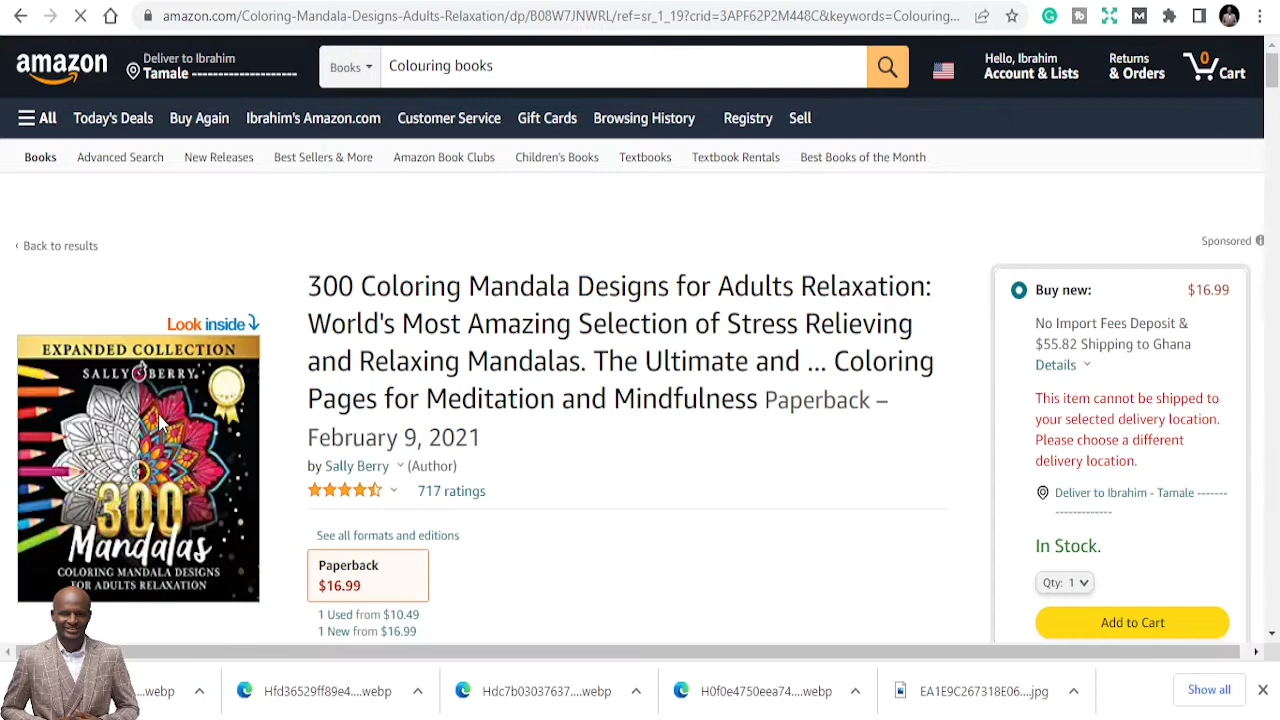 amazon.com/Coloring-Mandala-Designs-Adults-Relaxation/dp/B08W7JNWRL/ref=sr_1_19?crid=3APF62P2M448C&keywords=Colouring...
amazon
Deliver to Ibrahim
Tamale --------------------
Books
Colouring books
Hello, Ibrahim
Account & Lists
Returns
& Orders
0
Cart
All
Today's Deals
Buy Again
Ibrahim's Amazon.com
Customer Service
Gift Cards
Browsing History
Registry
Sell
Books
Advanced Search
New Releases
Best Sellers & More
Amazon Book Clubs
Children's Books
Textbooks
Textbook Rentals
Best Books of the Month
‹ Back to results
Sponsored
Look inside
EXPANDED COLLECTION
SALLY BERRY
300
Mandalas
COLORING MANDALA DESIGNS
FOR ADULTS RELAXATION
300 Coloring Mandala Designs for Adults Relaxation:
World's Most Amazing Selection of Stress Relieving
and Relaxing Mandalas. The Ultimate and ... Coloring
Pages for Meditation and Mindfulness Paperback –
February 9, 2021
by Sally Berry (Author)
717 ratings
See all formats and editions
Paperback
$16.99
1 Used from $10.49
1 New from $16.99
Buy new:
$16.99
No Import Fees Deposit &
$55.82 Shipping to Ghana
Details
This item cannot be shipped to
your selected delivery location.
Please choose a different
delivery location.
Deliver to Ibrahim - Tamale -------
-------------
In Stock.
Qty: 1
Add to Cart
....webp
Hfd36529ff89e4....webp
Hdc7b03037637....webp
H0f0e4750eea74....webp
EA1E9C267318E06....jpg
Show all